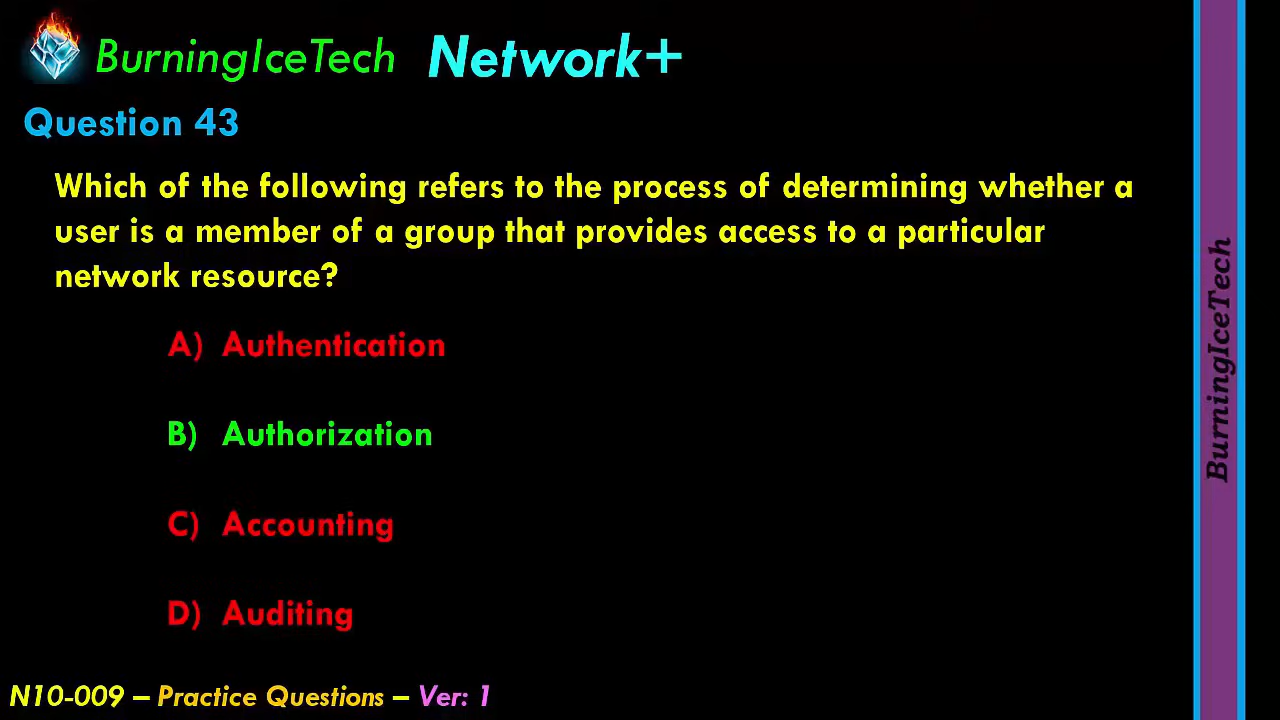 BurningIceTech Network+
Question 43
Which of the following refers to the process of determining whether a
user is a member of a group that provides access to a particular
network resource?
A) Authentication
B) Authorization
C) Accounting
D) Auditing
N10-009 – Practice Questions – Ver: 1
BurningIceTech